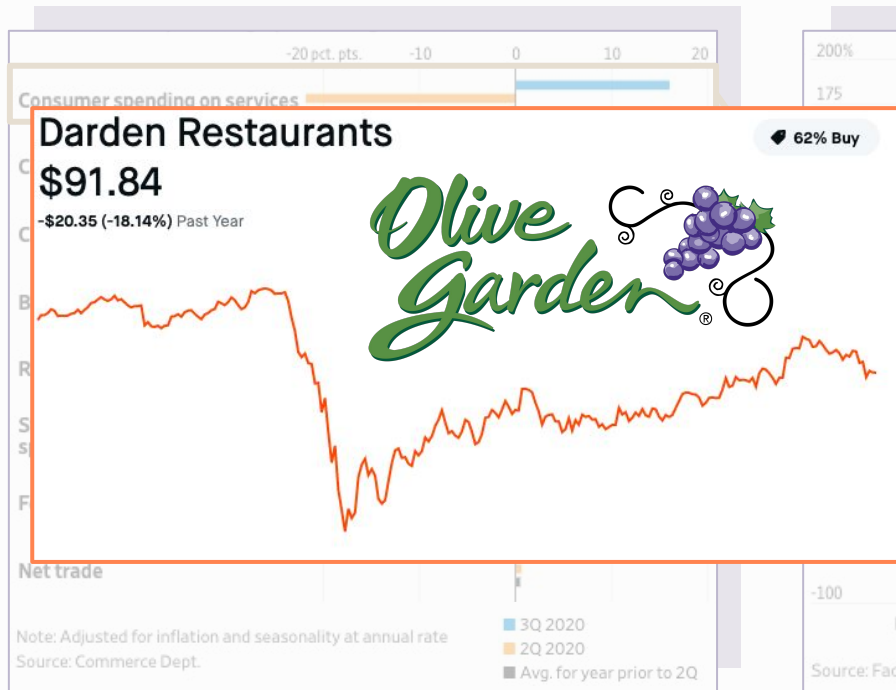 -20 pct. pts. -10 0 10 20
200%
175
Consumer spending on services
Darden Restaurants
62% Buy
$91.84
-$20.35 (-18.14%) Past Year
Olive
Garden
®
C
C
B
R
S
sp
Fo
Net trade
-100
Note: Adjusted for inflation and seasonality at annual rate
Source: Commerce Dept.
3Q 2020
2Q 2020
Avg. for year prior to 2Q
Source: Fac